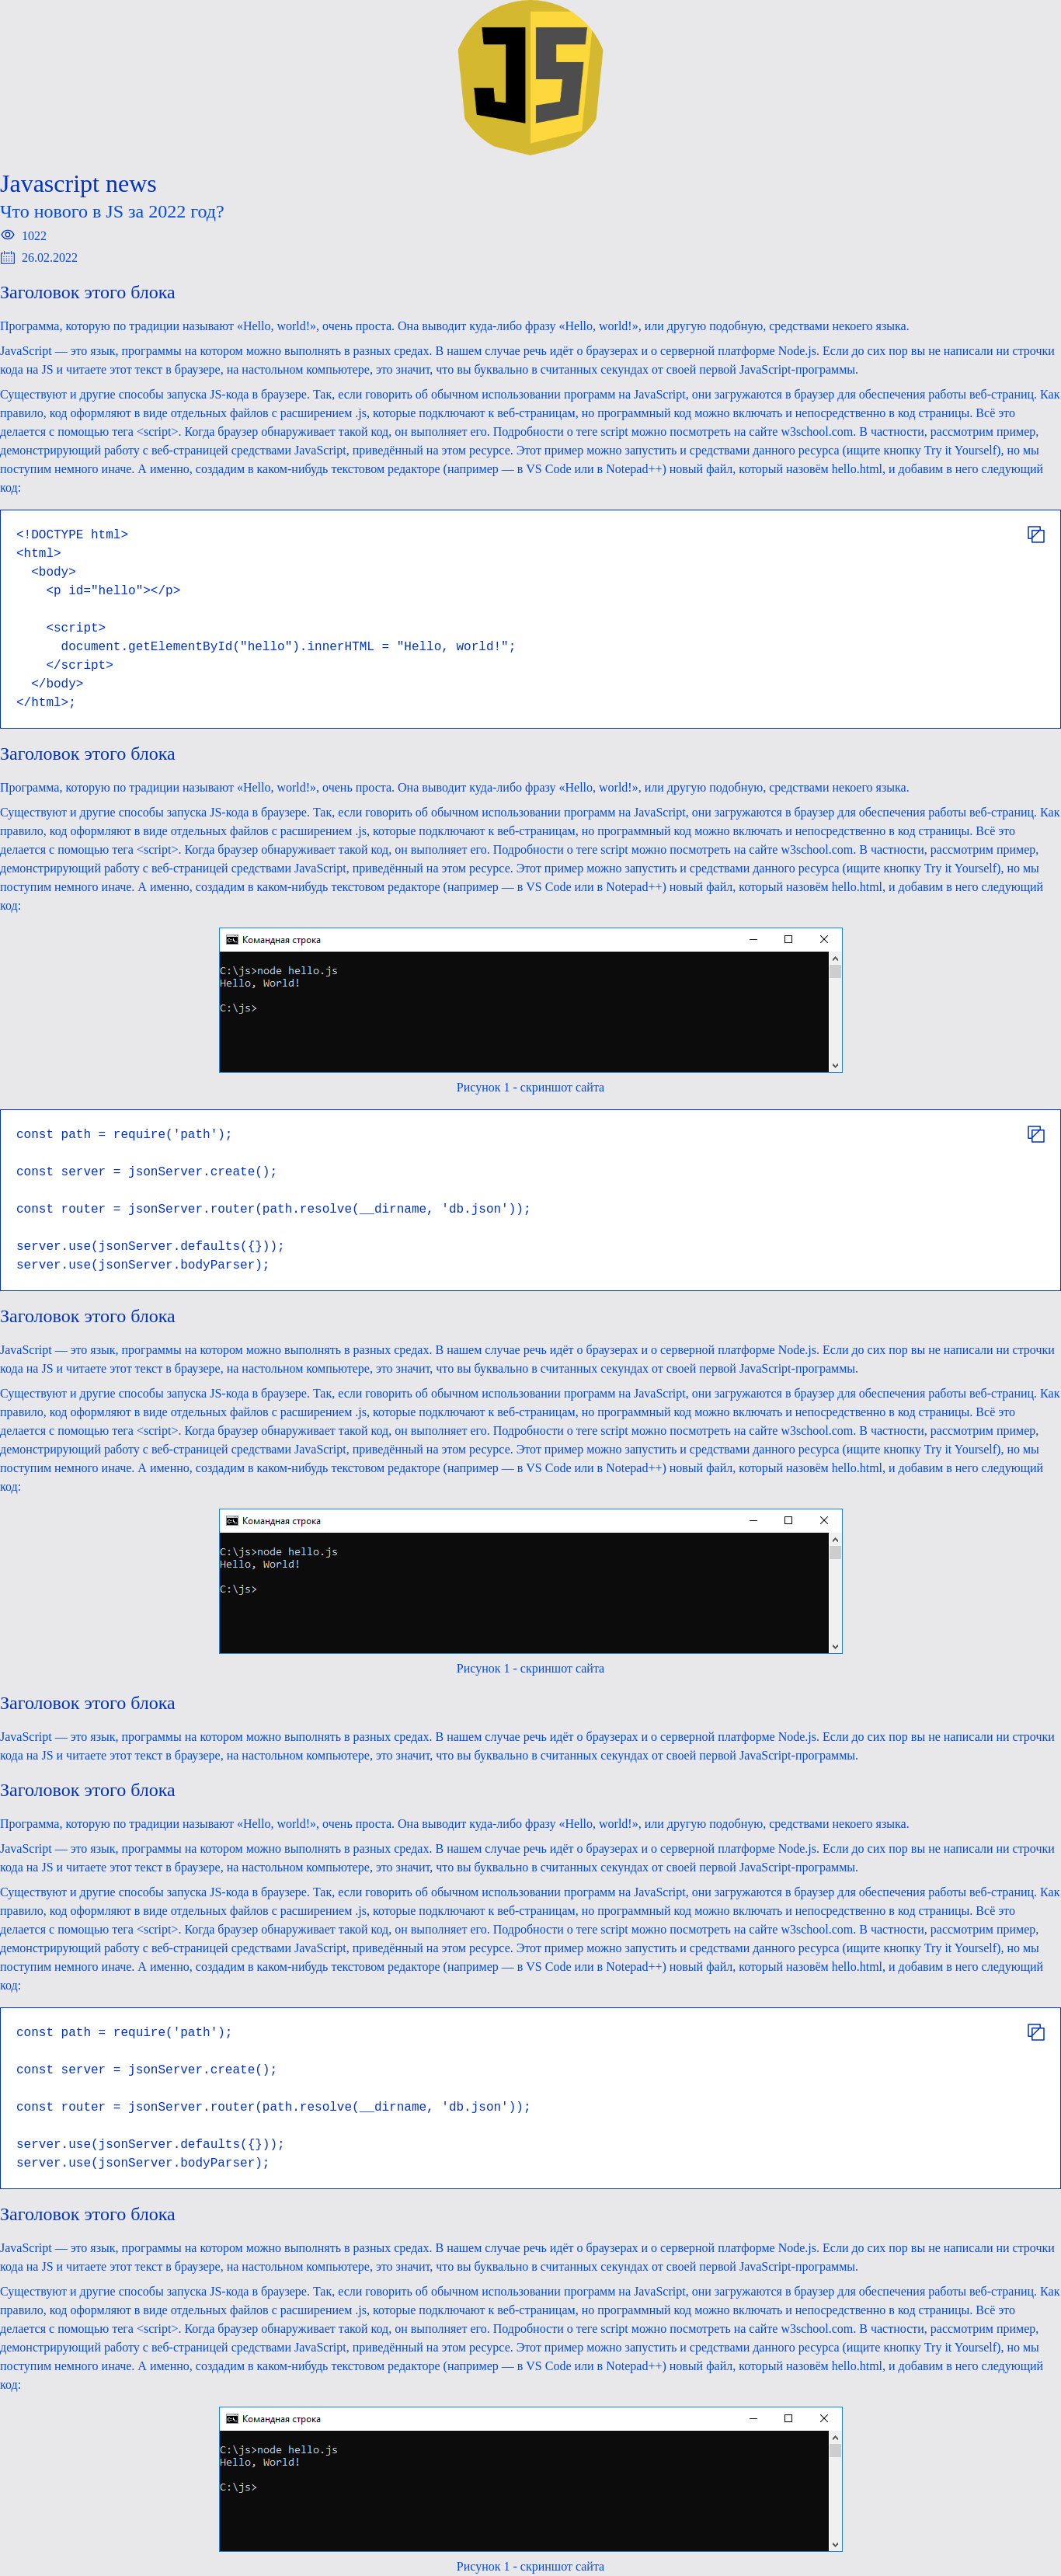 JS
Javascript news
Что нового в JS за 2022 год?
1022
26.02.2022
Заголовок этого блока
Программа, которую по традиции называют «Hello, world!», очень проста. Она выводит куда-либо фразу «Hello, world!», или другую подобную, средствами некоего языка.
JavaScript — это язык, программы на котором можно выполнять в разных средах. В нашем случае речь идёт о браузерах и о серверной платформе Node.js. Если до сих пор вы не написали ни строчки
кода на JS и читаете этот текст в браузере, на настольном компьютере, это значит, что вы буквально в считанных секундах от своей первой JavaScript-программы.
Существуют и другие способы запуска JS-кода в браузере. Так, если говорить об обычном использовании программ на JavaScript, они загружаются в браузер для обеспечения работы веб-страниц. Как
правило, код оформляют в виде отдельных файлов с расширением .js, которые подключают к веб-страницам, но программный код можно включать и непосредственно в код страницы. Всё это
делается с помощью тега <script>. Когда браузер обнаруживает такой код, он выполняет его. Подробности о теге script можно посмотреть на сайте w3school.com. В частности, рассмотрим пример,
демонстрирующий работу с веб-страницей средствами JavaScript, приведённый на этом ресурсе. Этот пример можно запустить и средствами данного ресурса (ищите кнопку Try it Yourself), но мы
поступим немного иначе. А именно, создадим в каком-нибудь текстовом редакторе (например — в VS Code или в Notepad++) новый файл, который назовём hello.html, и добавим в него следующий
код:
<!DOCTYPE html>
<html>
  <body>
    <p id="hello"></p>
    <script>
      document.getElementById("hello").innerHTML = "Hello, world!";
    </script>
  </body>
</html>;
Заголовок этого блока
Программа, которую по традиции называют «Hello, world!», очень проста. Она выводит куда-либо фразу «Hello, world!», или другую подобную, средствами некоего языка.
Существуют и другие способы запуска JS-кода в браузере. Так, если говорить об обычном использовании программ на JavaScript, они загружаются в браузер для обеспечения работы веб-страниц. Как
правило, код оформляют в виде отдельных файлов с расширением .js, которые подключают к веб-страницам, но программный код можно включать и непосредственно в код страницы. Всё это
делается с помощью тега <script>. Когда браузер обнаруживает такой код, он выполняет его. Подробности о теге script можно посмотреть на сайте w3school.com. В частности, рассмотрим пример,
демонстрирующий работу с веб-страницей средствами JavaScript, приведённый на этом ресурсе. Этот пример можно запустить и средствами данного ресурса (ищите кнопку Try it Yourself), но мы
поступим немного иначе. А именно, создадим в каком-нибудь текстовом редакторе (например — в VS Code или в Notepad++) новый файл, который назовём hello.html, и добавим в него следующий
код:
Командная строка
C:\js>node hello.js
Hello, World!
C:\js>
Рисунок 1 - скриншот сайта
const path = require('path');
const server = jsonServer.create();
const router = jsonServer.router(path.resolve(__dirname, 'db.json'));
server.use(jsonServer.defaults({}));
server.use(jsonServer.bodyParser);
Заголовок этого блока
JavaScript — это язык, программы на котором можно выполнять в разных средах. В нашем случае речь идёт о браузерах и о серверной платформе Node.js. Если до сих пор вы не написали ни строчки
кода на JS и читаете этот текст в браузере, на настольном компьютере, это значит, что вы буквально в считанных секундах от своей первой JavaScript-программы.
Существуют и другие способы запуска JS-кода в браузере. Так, если говорить об обычном использовании программ на JavaScript, они загружаются в браузер для обеспечения работы веб-страниц. Как
правило, код оформляют в виде отдельных файлов с расширением .js, которые подключают к веб-страницам, но программный код можно включать и непосредственно в код страницы. Всё это
делается с помощью тега <script>. Когда браузер обнаруживает такой код, он выполняет его. Подробности о теге script можно посмотреть на сайте w3school.com. В частности, рассмотрим пример,
демонстрирующий работу с веб-страницей средствами JavaScript, приведённый на этом ресурсе. Этот пример можно запустить и средствами данного ресурса (ищите кнопку Try it Yourself), но мы
поступим немного иначе. А именно, создадим в каком-нибудь текстовом редакторе (например — в VS Code или в Notepad++) новый файл, который назовём hello.html, и добавим в него следующий
код:
Командная строка
C:\js>node hello.js
Hello, World!
C:\js>
Рисунок 1 - скриншот сайта
Заголовок этого блока
JavaScript — это язык, программы на котором можно выполнять в разных средах. В нашем случае речь идёт о браузерах и о серверной платформе Node.js. Если до сих пор вы не написали ни строчки
кода на JS и читаете этот текст в браузере, на настольном компьютере, это значит, что вы буквально в считанных секундах от своей первой JavaScript-программы.
Заголовок этого блока
Программа, которую по традиции называют «Hello, world!», очень проста. Она выводит куда-либо фразу «Hello, world!», или другую подобную, средствами некоего языка.
JavaScript — это язык, программы на котором можно выполнять в разных средах. В нашем случае речь идёт о браузерах и о серверной платформе Node.js. Если до сих пор вы не написали ни строчки
кода на JS и читаете этот текст в браузере, на настольном компьютере, это значит, что вы буквально в считанных секундах от своей первой JavaScript-программы.
Существуют и другие способы запуска JS-кода в браузере. Так, если говорить об обычном использовании программ на JavaScript, они загружаются в браузер для обеспечения работы веб-страниц. Как
правило, код оформляют в виде отдельных файлов с расширением .js, которые подключают к веб-страницам, но программный код можно включать и непосредственно в код страницы. Всё это
делается с помощью тега <script>. Когда браузер обнаруживает такой код, он выполняет его. Подробности о теге script можно посмотреть на сайте w3school.com. В частности, рассмотрим пример,
демонстрирующий работу с веб-страницей средствами JavaScript, приведённый на этом ресурсе. Этот пример можно запустить и средствами данного ресурса (ищите кнопку Try it Yourself), но мы
поступим немного иначе. А именно, создадим в каком-нибудь текстовом редакторе (например — в VS Code или в Notepad++) новый файл, который назовём hello.html, и добавим в него следующий
код:
const path = require('path');
const server = jsonServer.create();
const router = jsonServer.router(path.resolve(__dirname, 'db.json'));
server.use(jsonServer.defaults({}));
server.use(jsonServer.bodyParser);
Заголовок этого блока
JavaScript — это язык, программы на котором можно выполнять в разных средах. В нашем случае речь идёт о браузерах и о серверной платформе Node.js. Если до сих пор вы не написали ни строчки
кода на JS и читаете этот текст в браузере, на настольном компьютере, это значит, что вы буквально в считанных секундах от своей первой JavaScript-программы.
Существуют и другие способы запуска JS-кода в браузере. Так, если говорить об обычном использовании программ на JavaScript, они загружаются в браузер для обеспечения работы веб-страниц. Как
правило, код оформляют в виде отдельных файлов с расширением .js, которые подключают к веб-страницам, но программный код можно включать и непосредственно в код страницы. Всё это
делается с помощью тега <script>. Когда браузер обнаруживает такой код, он выполняет его. Подробности о теге script можно посмотреть на сайте w3school.com. В частности, рассмотрим пример,
демонстрирующий работу с веб-страницей средствами JavaScript, приведённый на этом ресурсе. Этот пример можно запустить и средствами данного ресурса (ищите кнопку Try it Yourself), но мы
поступим немного иначе. А именно, создадим в каком-нибудь текстовом редакторе (например — в VS Code или в Notepad++) новый файл, который назовём hello.html, и добавим в него следующий
код:
Командная строка
C:\js>node hello.js
Hello, World!
C:\js>
Рисунок 1 - скриншот сайта